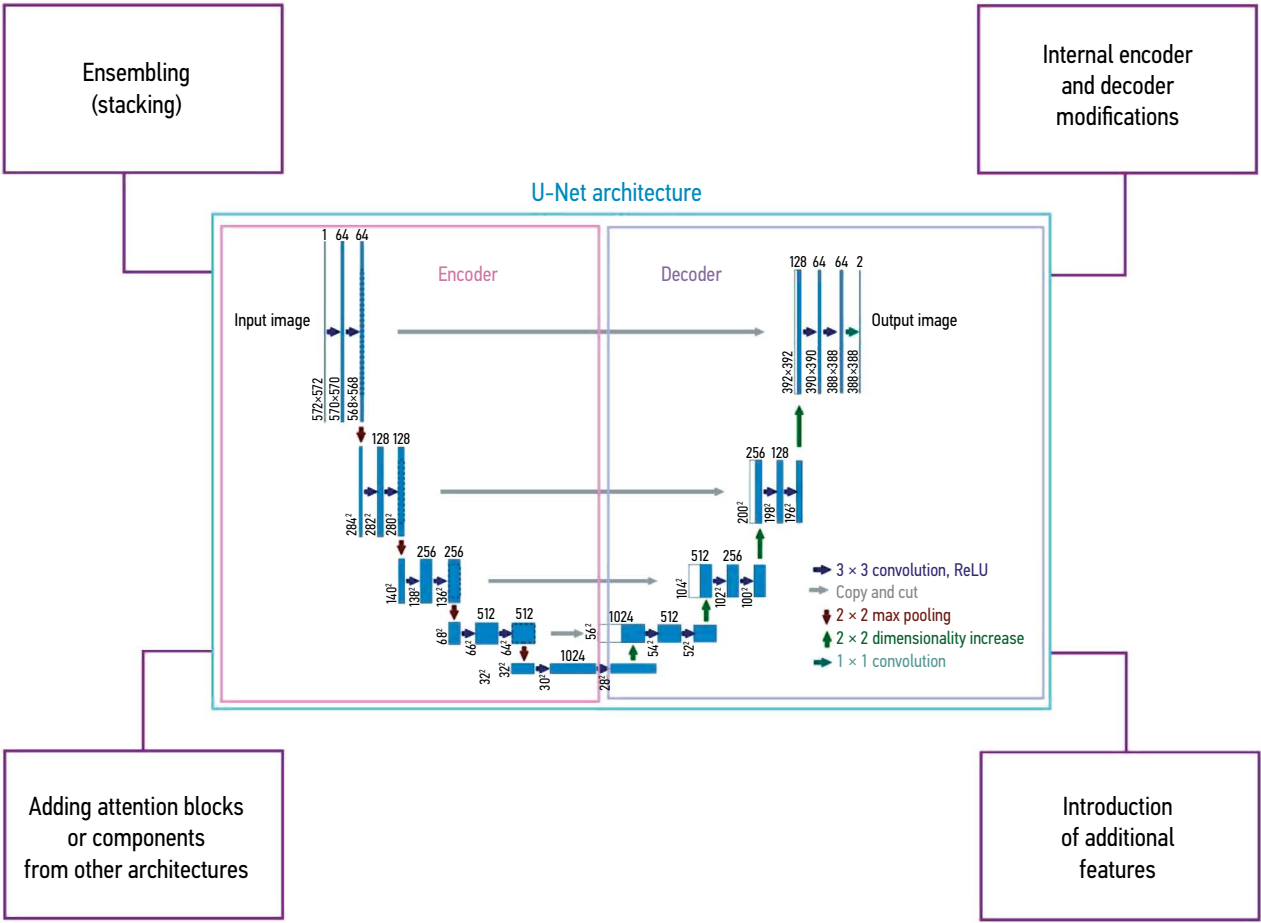 Ensembling
(stacking)
Internal encoder
and decoder
modifications
U-Net architecture
Encoder
Decoder
1 64 64
Input image
572×572
570×570
568×568
128 64 64 2
Output image
392×392
390×390
388×388
388×388
128 128
284²
282²
280²
256 128
200²
198²
196²
256 256
140²
138²
136²
512 256
104²
102²
100²
512 512
68²
66²
64²
1024 512
56²
54²
52²
1024
32²
32²
30²
28²
3 × 3 convolution, ReLU
Copy and cut
2 × 2 max pooling
2 × 2 dimensionality increase
1 × 1 convolution
Adding attention blocks
or components
from other architectures
Introduction
of additional
features